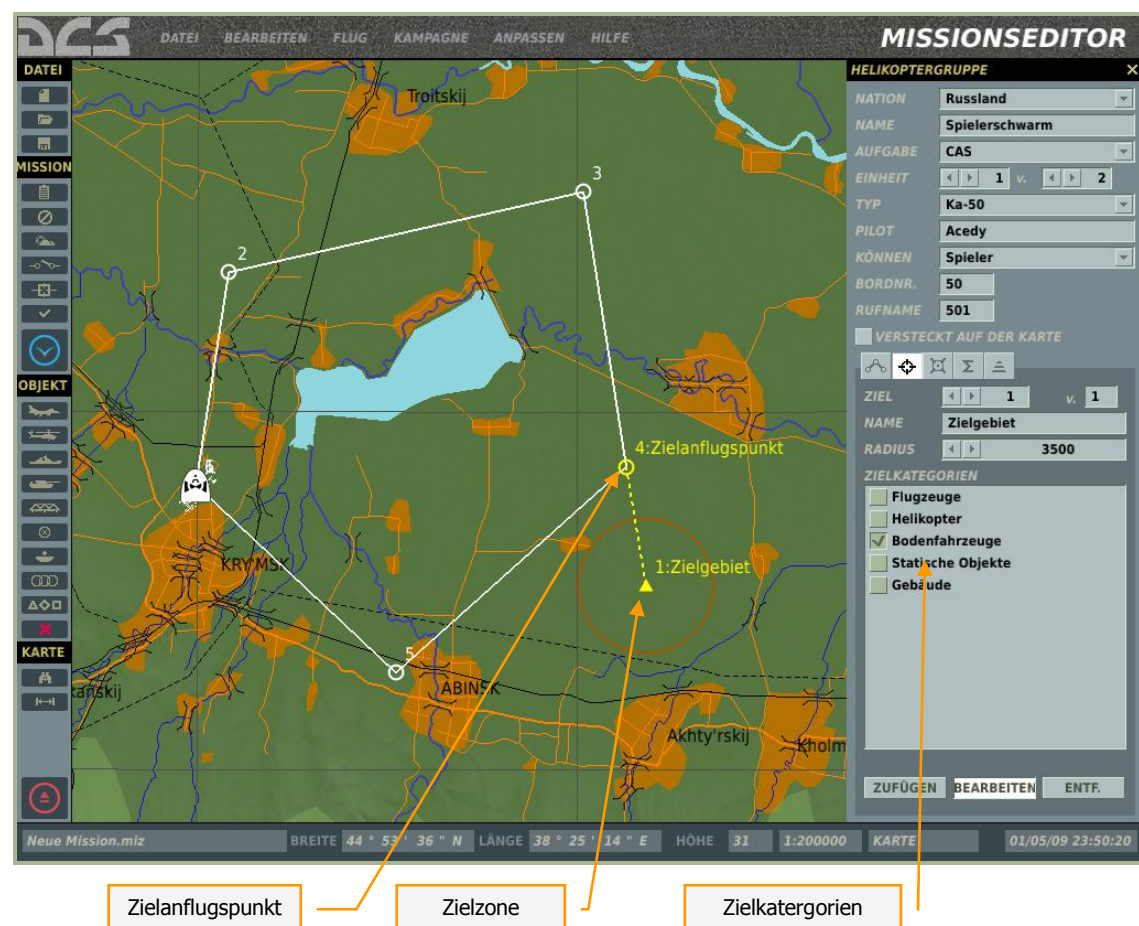 DCS DATEI BEARBEITEN FLUG KAMPAGNE ANPASSEN HILFE MISSIONSEDITOR
DATEI
MISSION
OBJEKT
KARTE
Troitskij
3
2
4:Zielanflugspunkt
1:Zielgebiet
KRY'MSK
5
ABINSK
anskij
Akhty'rskij
Kholm
HELIKOPTERGRUPPE
NATION Russland
NAME Spielerschwarm
AUFGABE CAS
EINHEIT 1 v. 2
TYP Ka-50
PILOT Acedy
KÖNNEN Spieler
BORDNR. 50
RUFNAME 501
VERSTECKT AUF DER KARTE
ZIEL 1 v. 1
NAME Zielgebiet
RADIUS 3500
ZIELKATEGORIEN
Flugzeuge
Helikopter
Bodenfahrzeuge
Statische Objekte
Gebäude
ZUFÜGEN BEARBEITEN ENTF.
Neue Mission.miz BREITE 44 ° 53 ' 36 " N LÄNGE 38 ° 25 ' 14 " E HÖHE 31 1:200000 KARTE 01/05/09 23:50:20
Zielanflugspunkt Zielzone Zielkatergorien